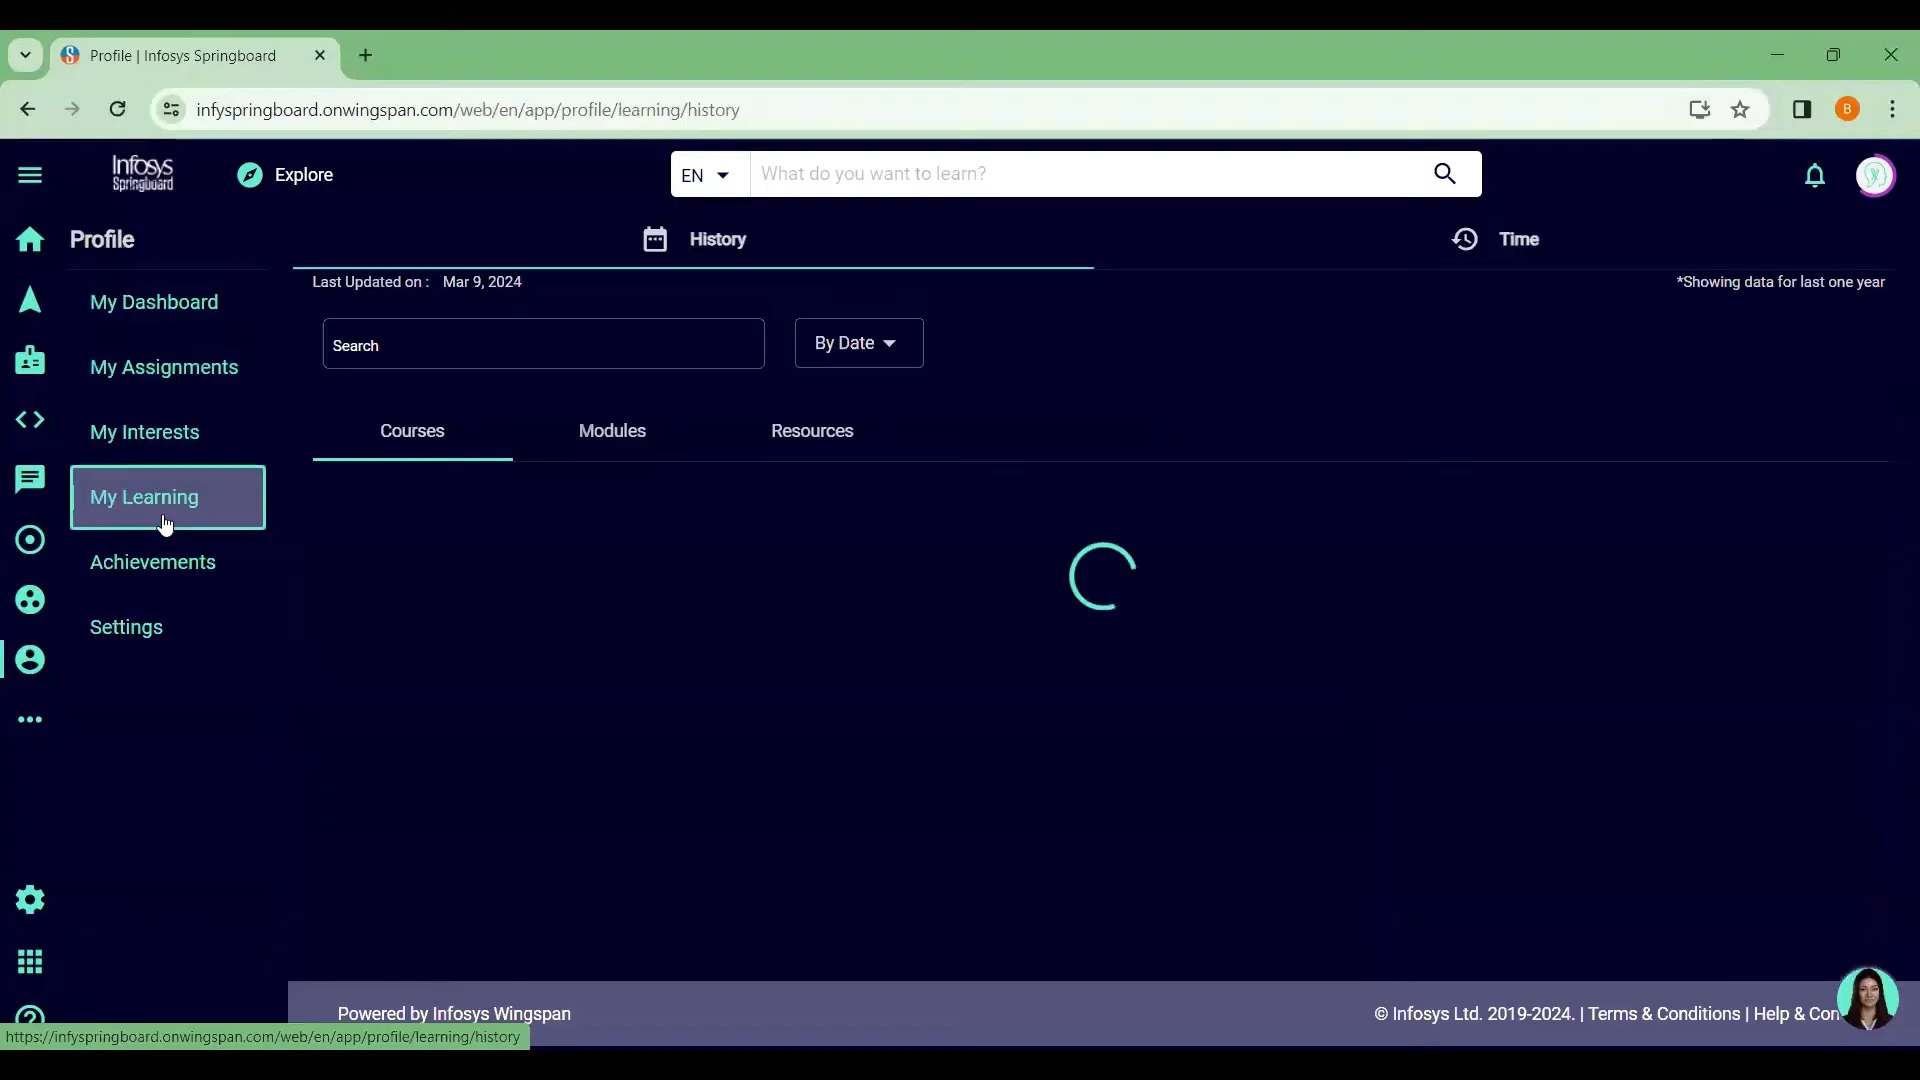 Profile | Infosys Springboard
infyspringboard.onwingspan.com/web/en/app/profile/learning/history
Infosys
Springboard
Explore
EN
What do you want to learn?
B
Profile
History
Time
Last Updated on : Mar 9, 2024
*Showing data for last one year
My Dashboard
My Assignments
My Interests
My Learning
Achievements
Settings
Search
By Date
Courses
Modules
Resources
Powered by Infosys Wingspan
© Infosys Ltd. 2019-2024. | Terms & Conditions | Help & Con
https://infyspringboard.onwingspan.com/web/en/app/profile/learning/history